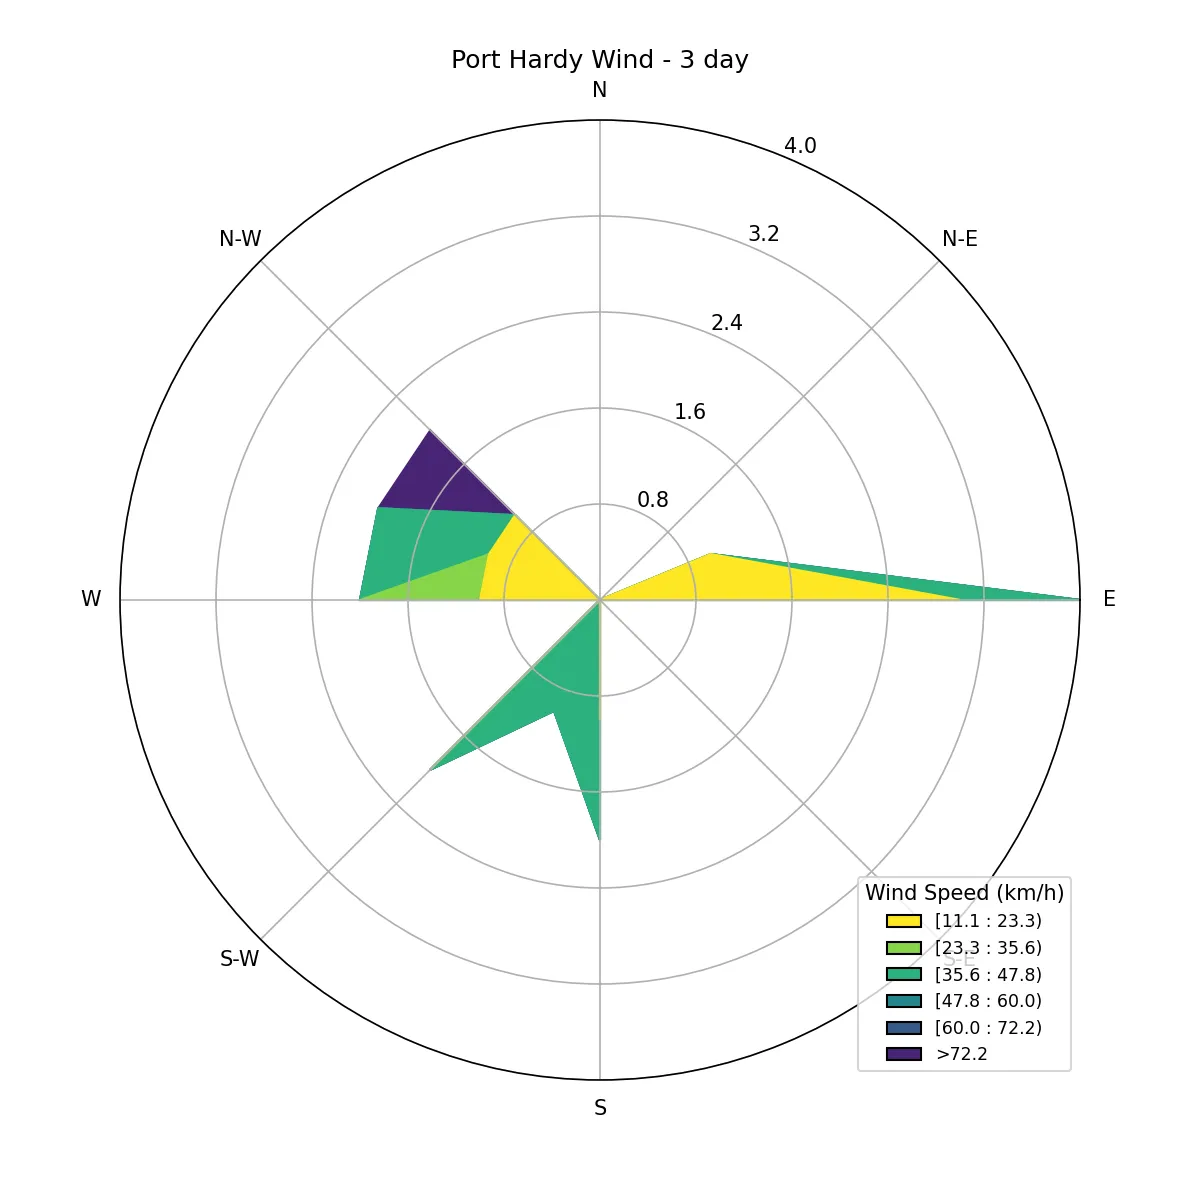 Port Hardy Wind - 3 day
N
4.0
N-W
3.2
N-E
2.4
1.6
0.8
W
E
Wind Speed (km/h)
[11.1 : 23.3)
[23.3 : 35.6)
S-W
S-E
[35.6 : 47.8)
[47.8 : 60.0)
[60.0 : 72.2)
>72.2
S